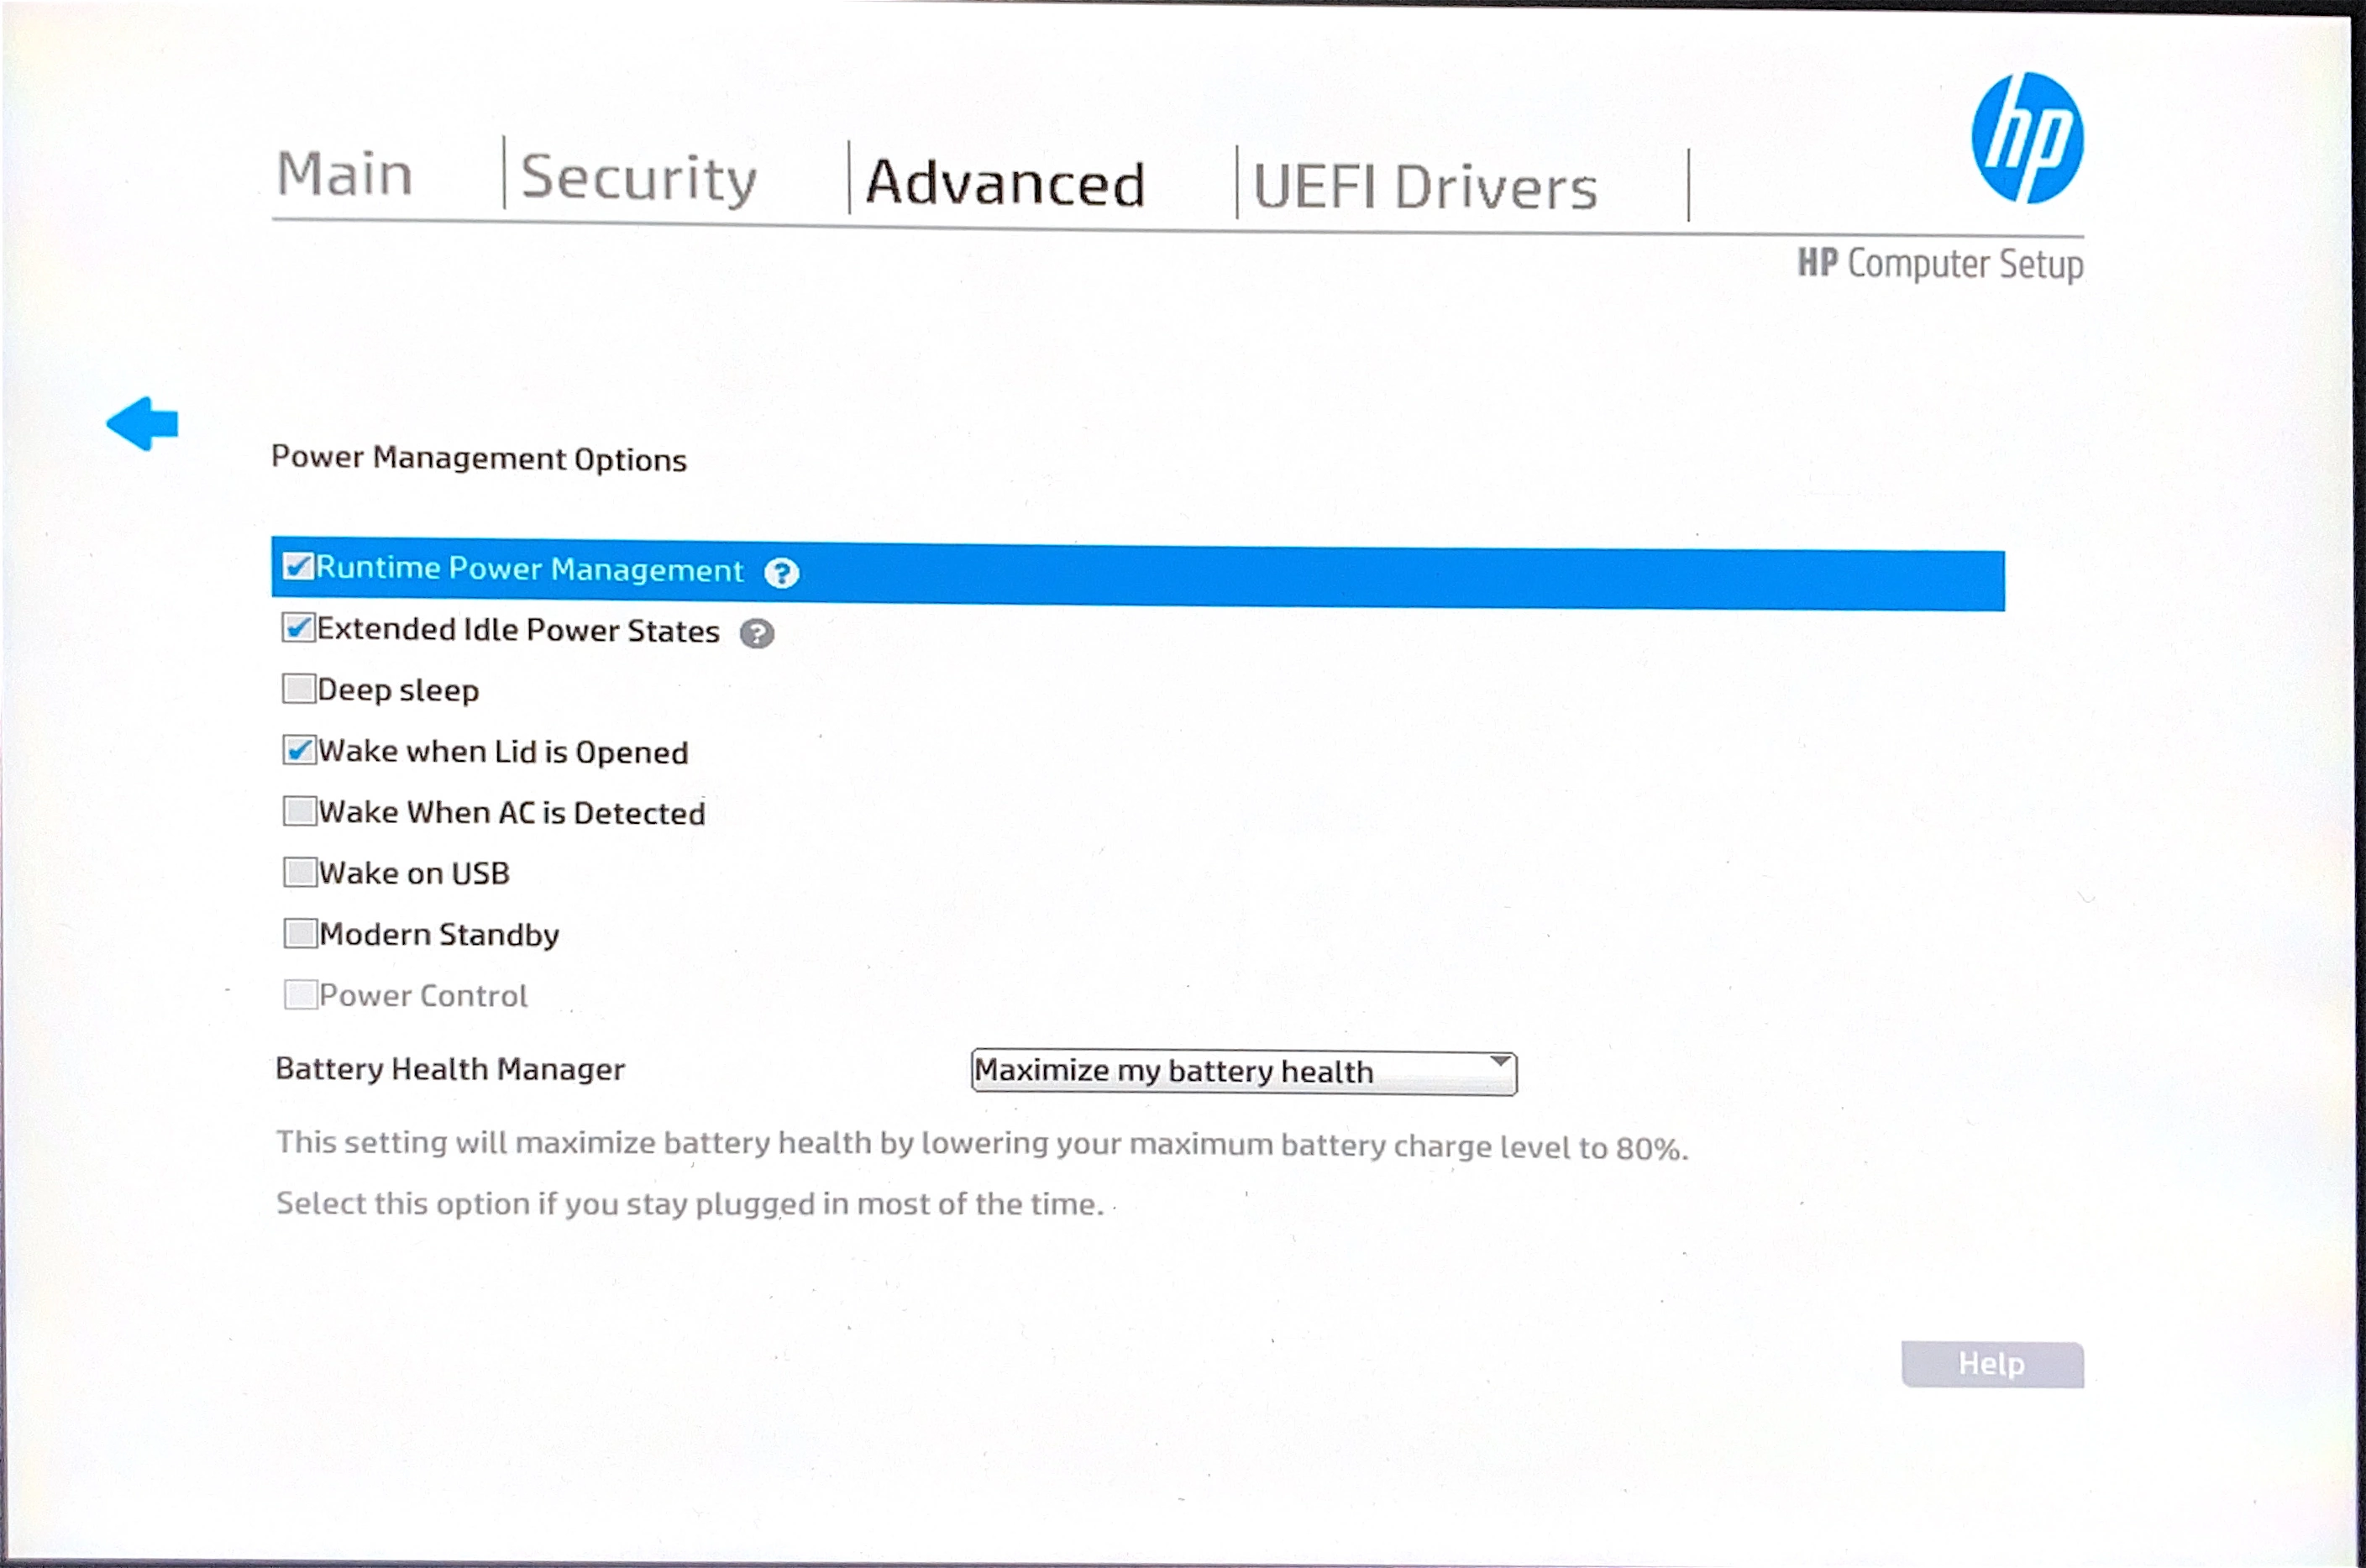 Main
Security
Advanced
UEFI Drivers
hp
HP Computer Setup
Power Management Options
Runtime Power Management ?
Extended Idle Power States ?
Deep sleep
Wake when Lid is Opened
Wake When AC is Detected
Wake on USB
Modern Standby
Power Control
Battery Health Manager Maximize my battery health
This setting will maximize battery health by lowering your maximum battery charge level to 80%.
Select this option if you stay plugged in most of the time.
Help